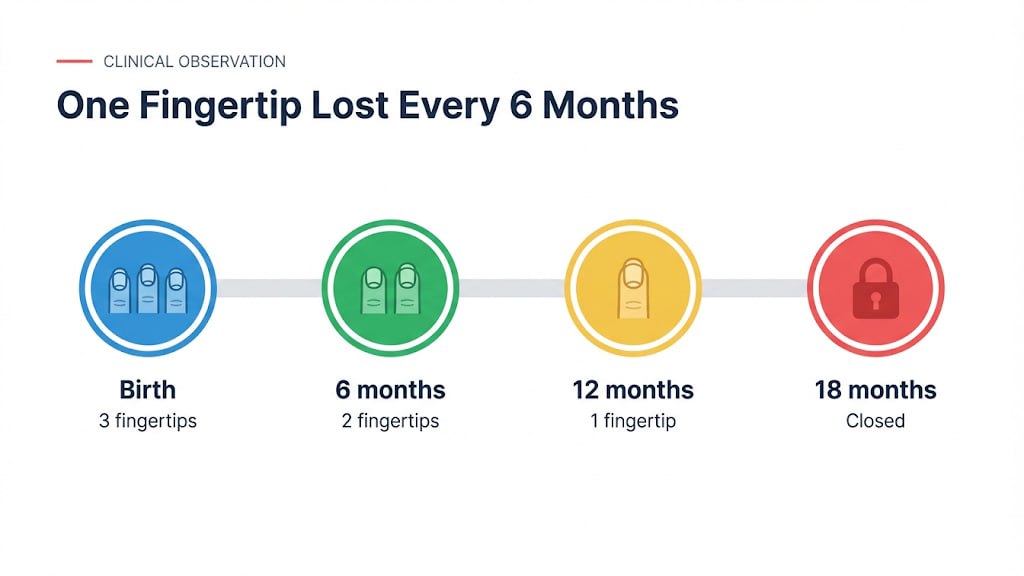 CLINICAL OBSERVATION
One Fingertip Lost Every 6 Months
Birth
3 fingertips
6 months
2 fingertips
12 months
1 fingertip
18 months
Closed